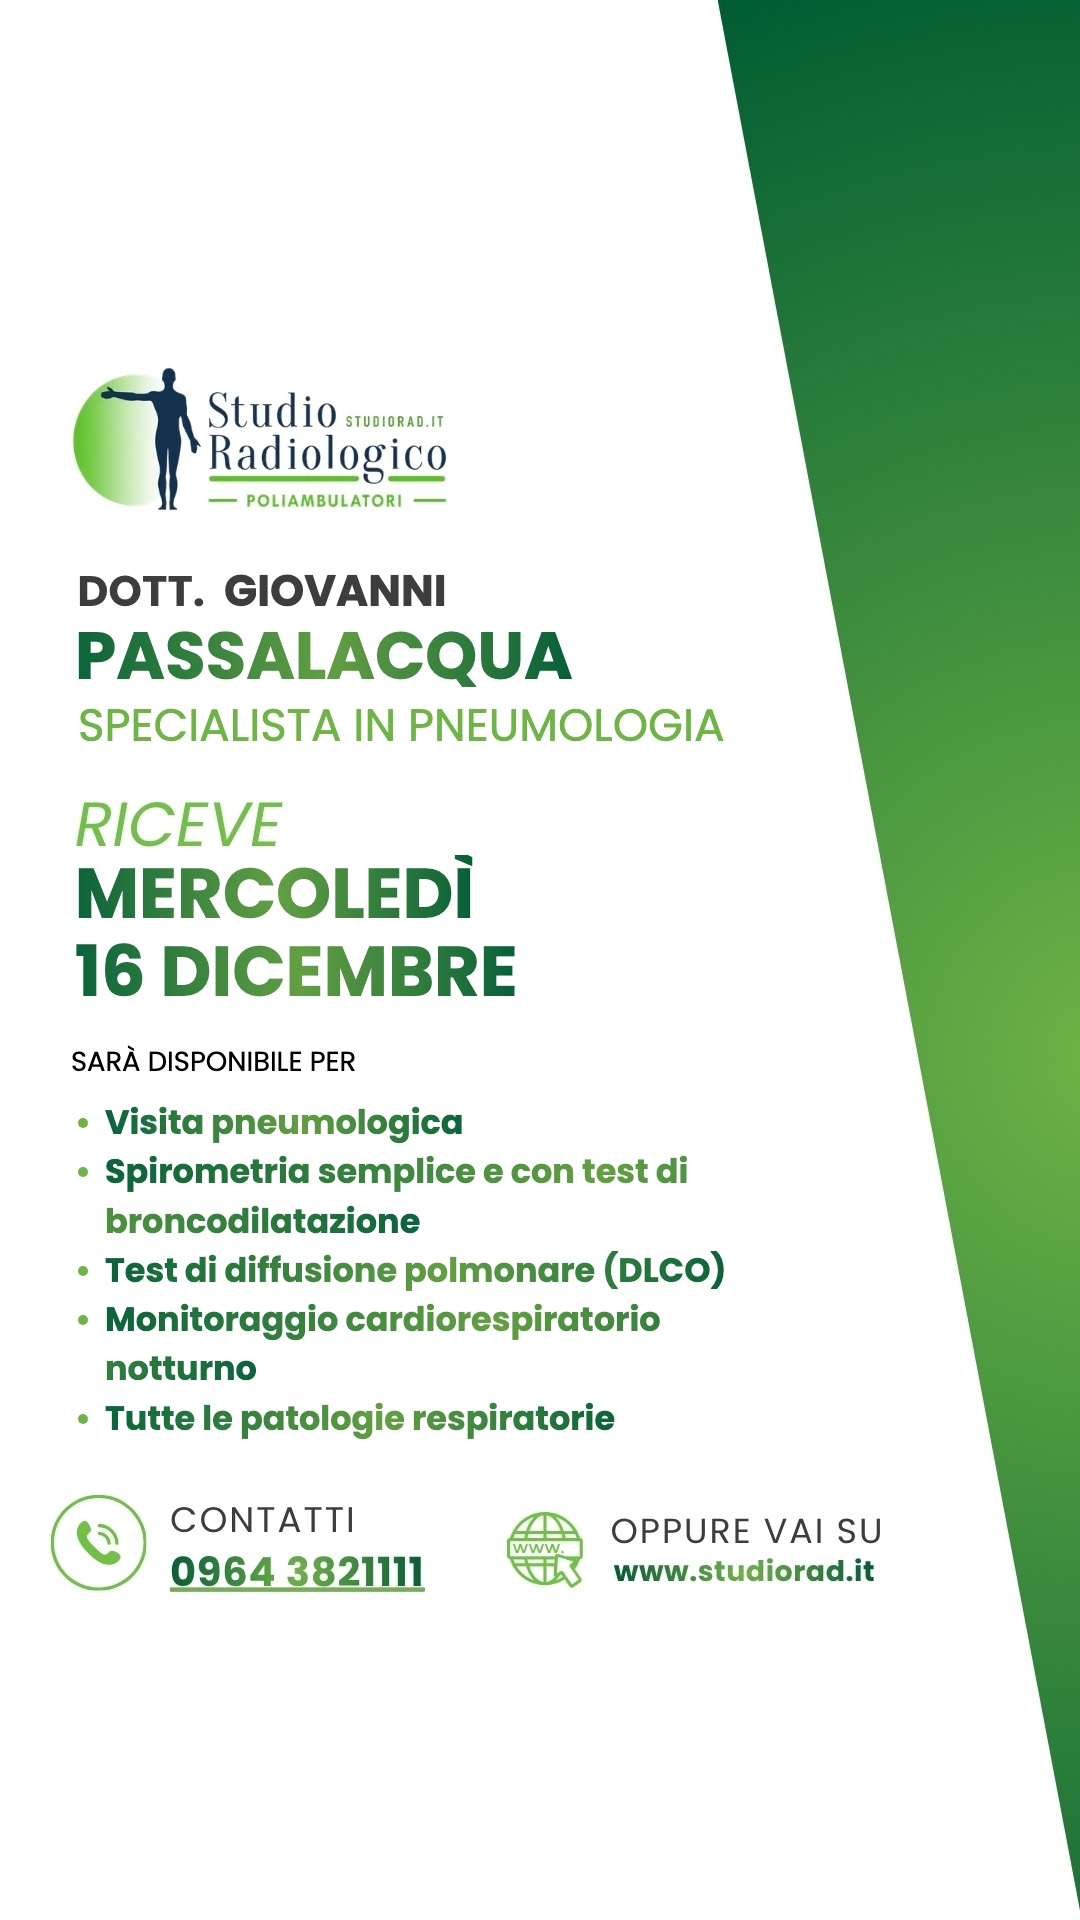 Studio STUDIORAD.IT
Radiologico
POLIAMBULATORI
DOTT. GIOVANNI
PASSALACQUA
SPECIALISTA IN PNEUMOLOGIA
RICEVE
MERCOLEDÌ
16 DICEMBRE
SARÀ DISPONIBILE PER
• Visita pneumologica
• Spirometria semplice e con test di
broncodilatazione
• Test di diffusione polmonare (DLCO)
• Monitoraggio cardiorespiratorio
notturno
• Tutte le patologie respiratorie
CONTATTI
0964 3821111
www.
OPPURE VAI SU
www.studiorad.it